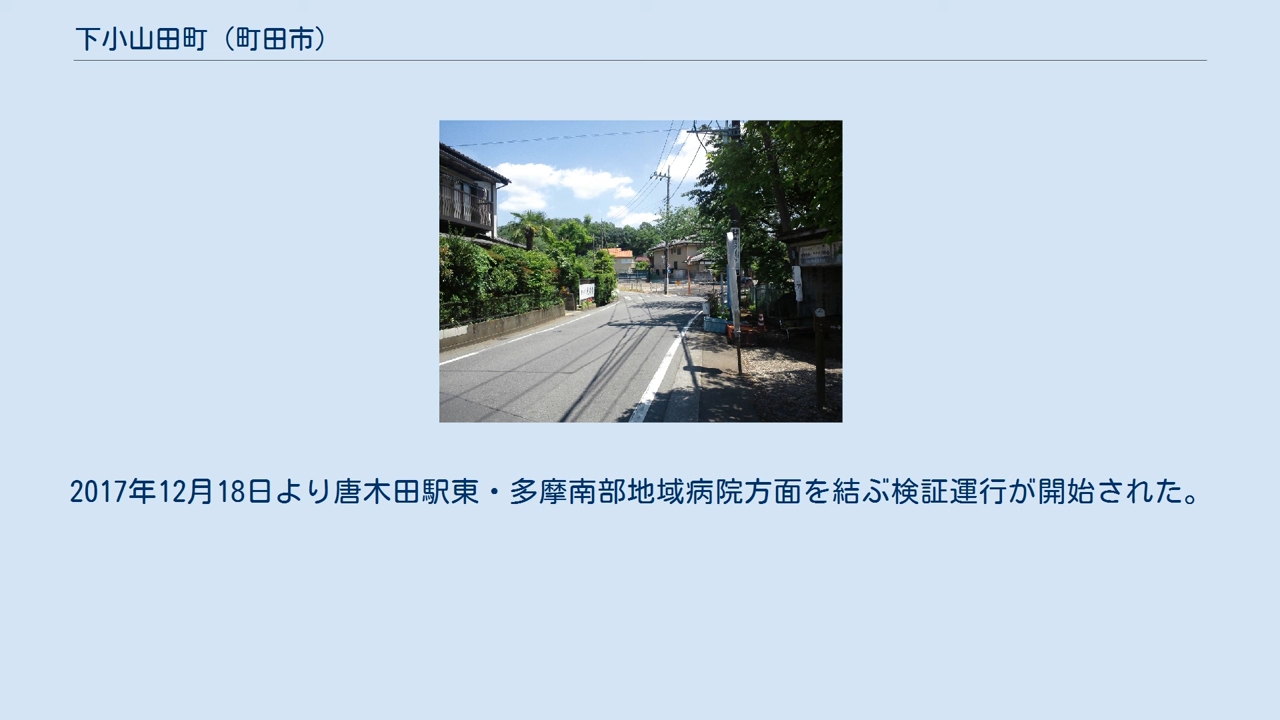 下小山田町（町田市）
2017年12月18日より唐木田駅東・多摩南部地域病院方面を結ぶ検証運行が開始された。